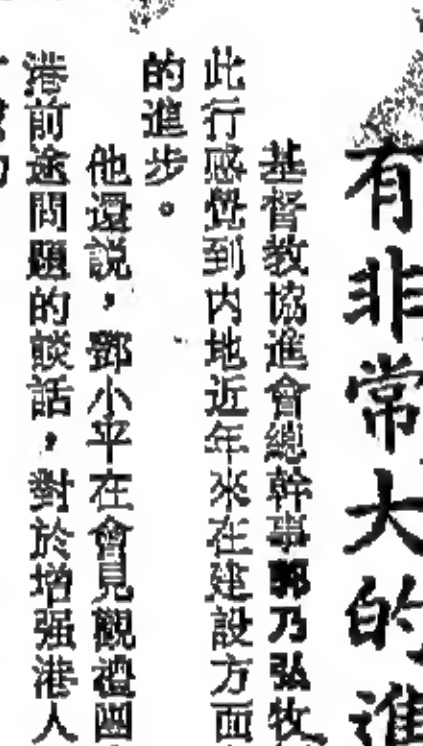 有非常大的進
基督教協進會總幹事郭乃弘牧
此行感覺到内地近年來在建設方面
的進步。
他還説，鄧小平在會見觀禮團
港前途問題的談話，對於增强港人